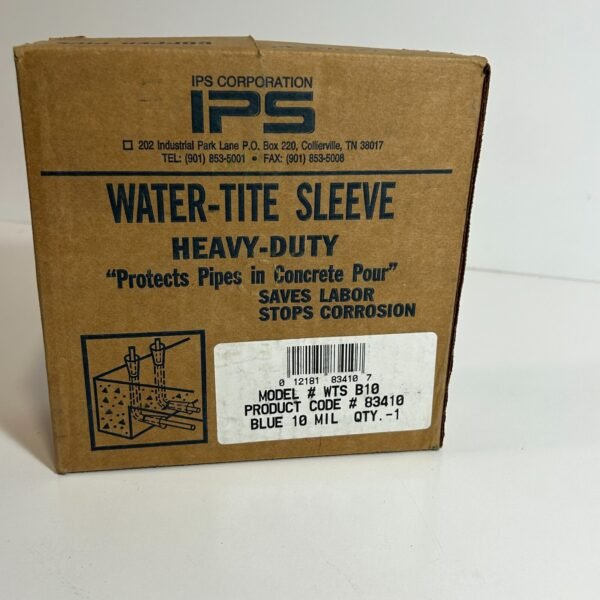 IPS CORPORATION
IPS
202 Industrial Park Lane P.O. Box 220, Collierville, TN 38017
TEL: (901) 853-5001 • FAX: (901) 853-5008
WATER-TITE SLEEVE
HEAVY-DUTY
"Protects Pipes in Concrete Pour"
SAVES LABOR
STOPS CORROSION
0 12181 83410 7
MODEL # WTS B10
PRODUCT CODE # 83410
BLUE 10 MIL QTY.-1